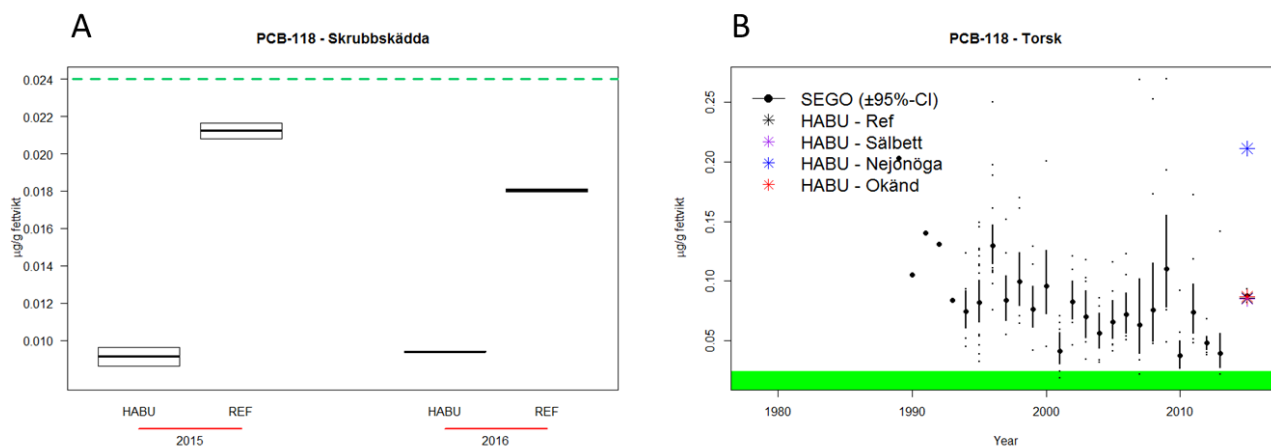 A
PCB-118 - Skrubbskädda
µg/g fettvikt
0.024
0.022
0.020
0.018
0.016
0.014
0.012
0.010
HABU REF HABU REF
2015 2016
B
PCB-118 - Torsk
µg/g fettvikt
0.25
0.20
0.15
0.10
0.05
SEGO (±95%-CI)
HABU - Ref
HABU - Sälbett
HABU - Nejonöga
HABU - Okänd
1980 1990 2000 2010
Year